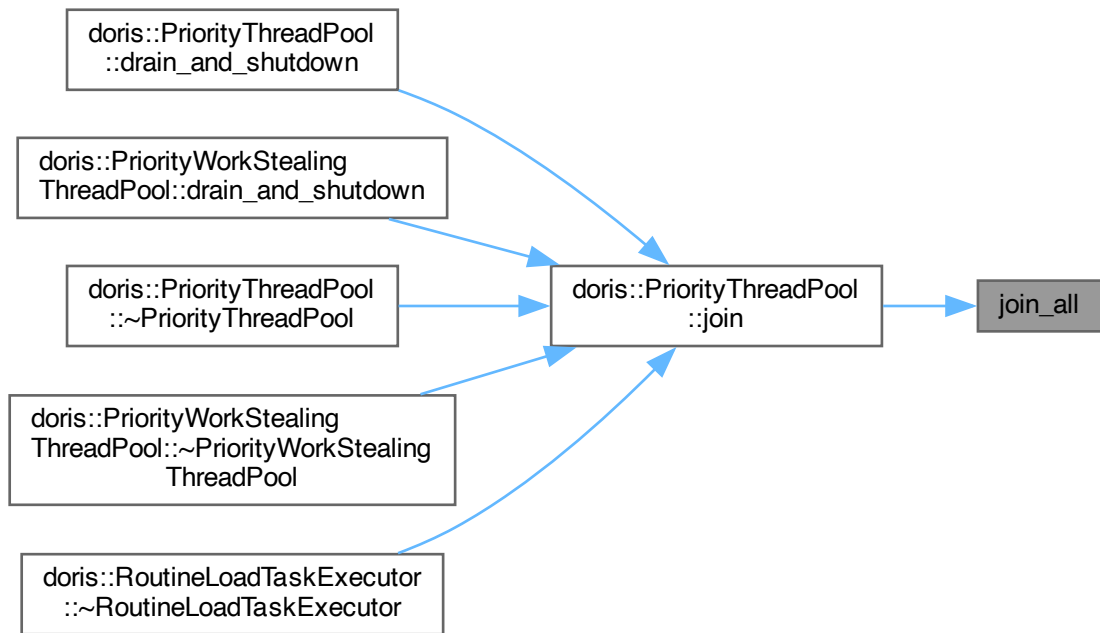 doris::PriorityThreadPool
::drain_and_shutdown
doris::PriorityWorkStealing
ThreadPool::drain_and_shutdown
doris::PriorityThreadPool
::~PriorityThreadPool
doris::PriorityWorkStealing
ThreadPool::~PriorityWorkStealing
ThreadPool
doris::RoutineLoadTaskExecutor
::~RoutineLoadTaskExecutor
doris::PriorityThreadPool
::join
join_all